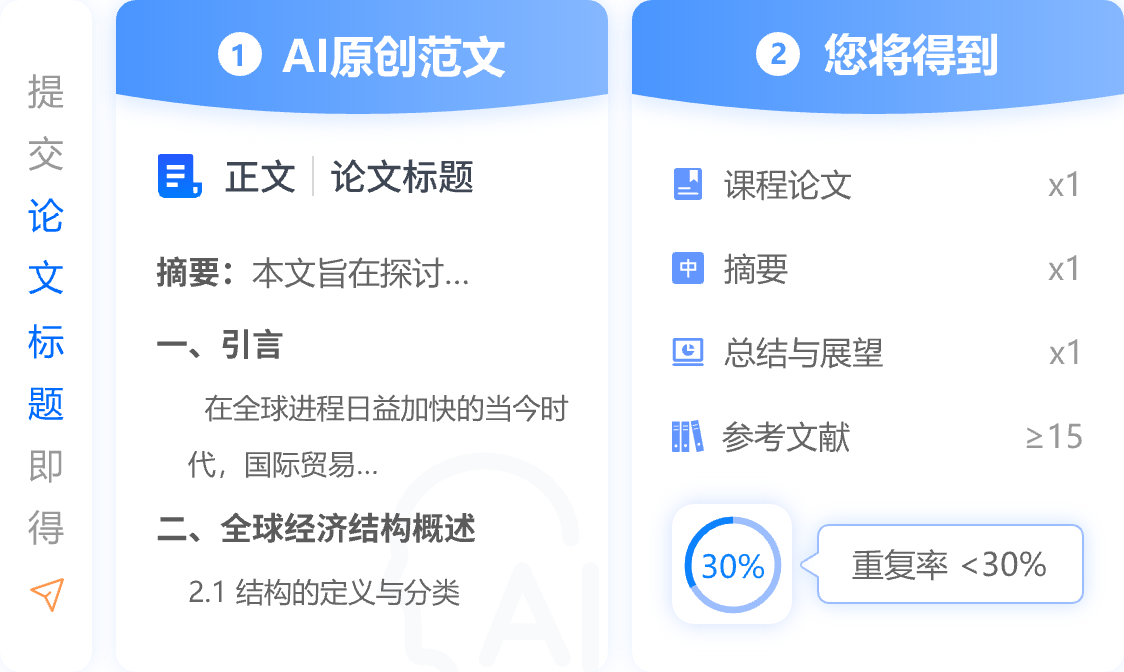 提交论文标题即得
1 AI原创范文
正文 论文标题
摘要：本文旨在探讨...
一、引言
在全球进程日益加快的当今时
代，国际贸易...
二、全球经济结构概述
2.1 结构的定义与分类
AI
2 您将得到
课程论文 x1
中 摘要 x1
总结与展望 x1
参考文献 ≥15
30% 重复率 <30%